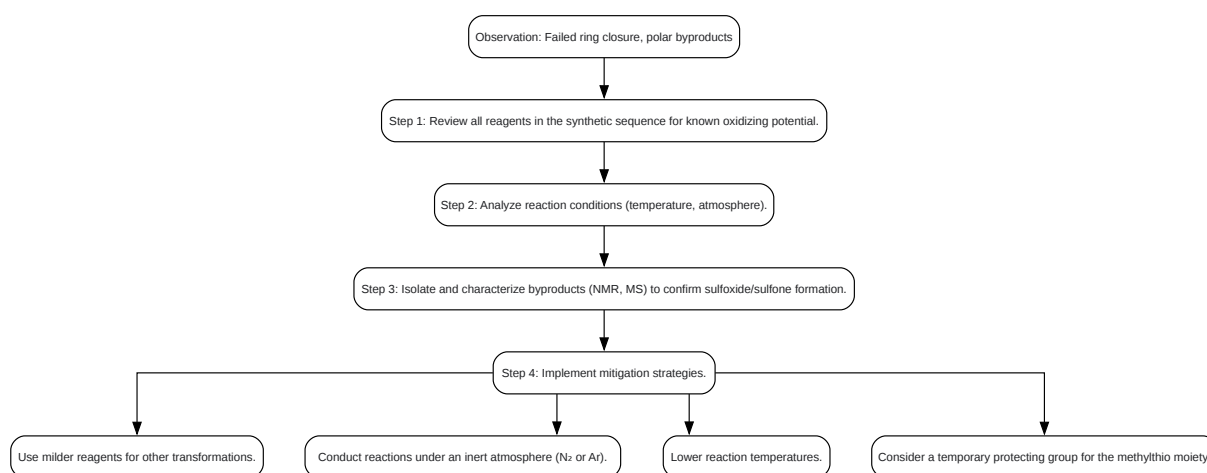 Observation: Failed ring closure, polar byproducts
Step 1: Review all reagents in the synthetic sequence for known oxidizing potential.
Step 2: Analyze reaction conditions (temperature, atmosphere).
Step 3: Isolate and characterize byproducts (NMR, MS) to confirm sulfoxide/sulfone formation.
Step 4: Implement mitigation strategies.
Use milder reagents for other transformations.
Conduct reactions under an inert atmosphere (N₂ or Ar).
Lower reaction temperatures.
Consider a temporary protecting group for the methylthio moiety